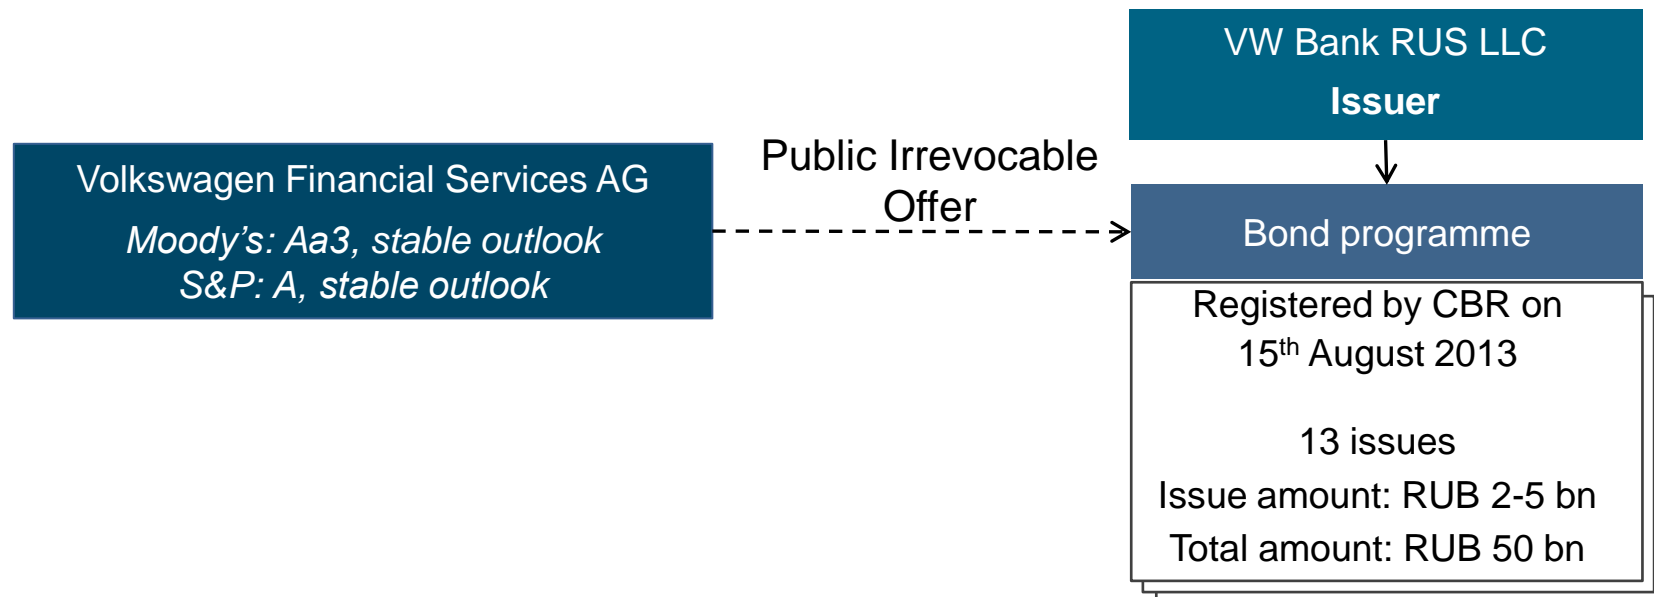 VW Bank RUS LLC
Issuer
Volkswagen Financial Services AG
Moody’s: Aa3, stable outlook
S&P: A, stable outlook
Public Irrevocable
Offer
Bond programme
Registered by CBR on
15th August 2013
13 issues
Issue amount: RUB 2-5 bn
Total amount: RUB 50 bn